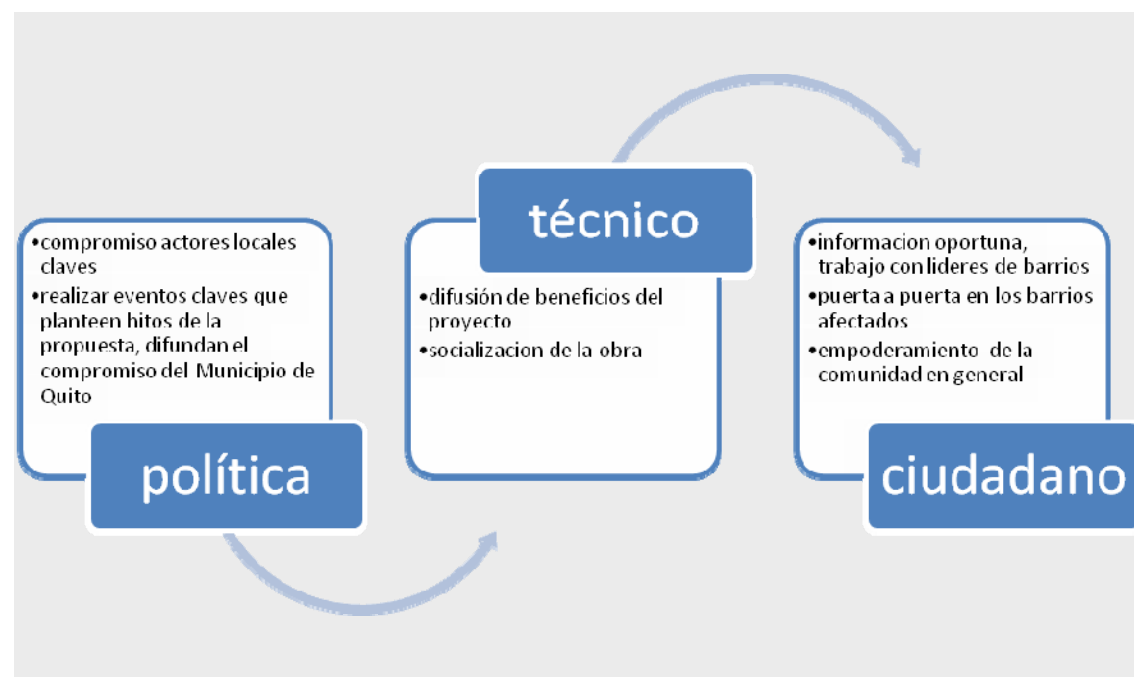 •compromiso actores locales
claves
•realizar eventos claves que
planteen hitos de la
propuesta, difundan el
compromiso del Municipio de
Quito
política
técnico
•difusión de beneficios del
proyecto
•socializacion de la obra
•informacion oportuna,
trabajo con lideres de barrios
•puerta a puerta en los barrios
afectados
•empoderamiento de la
comunidad en general
ciudadano